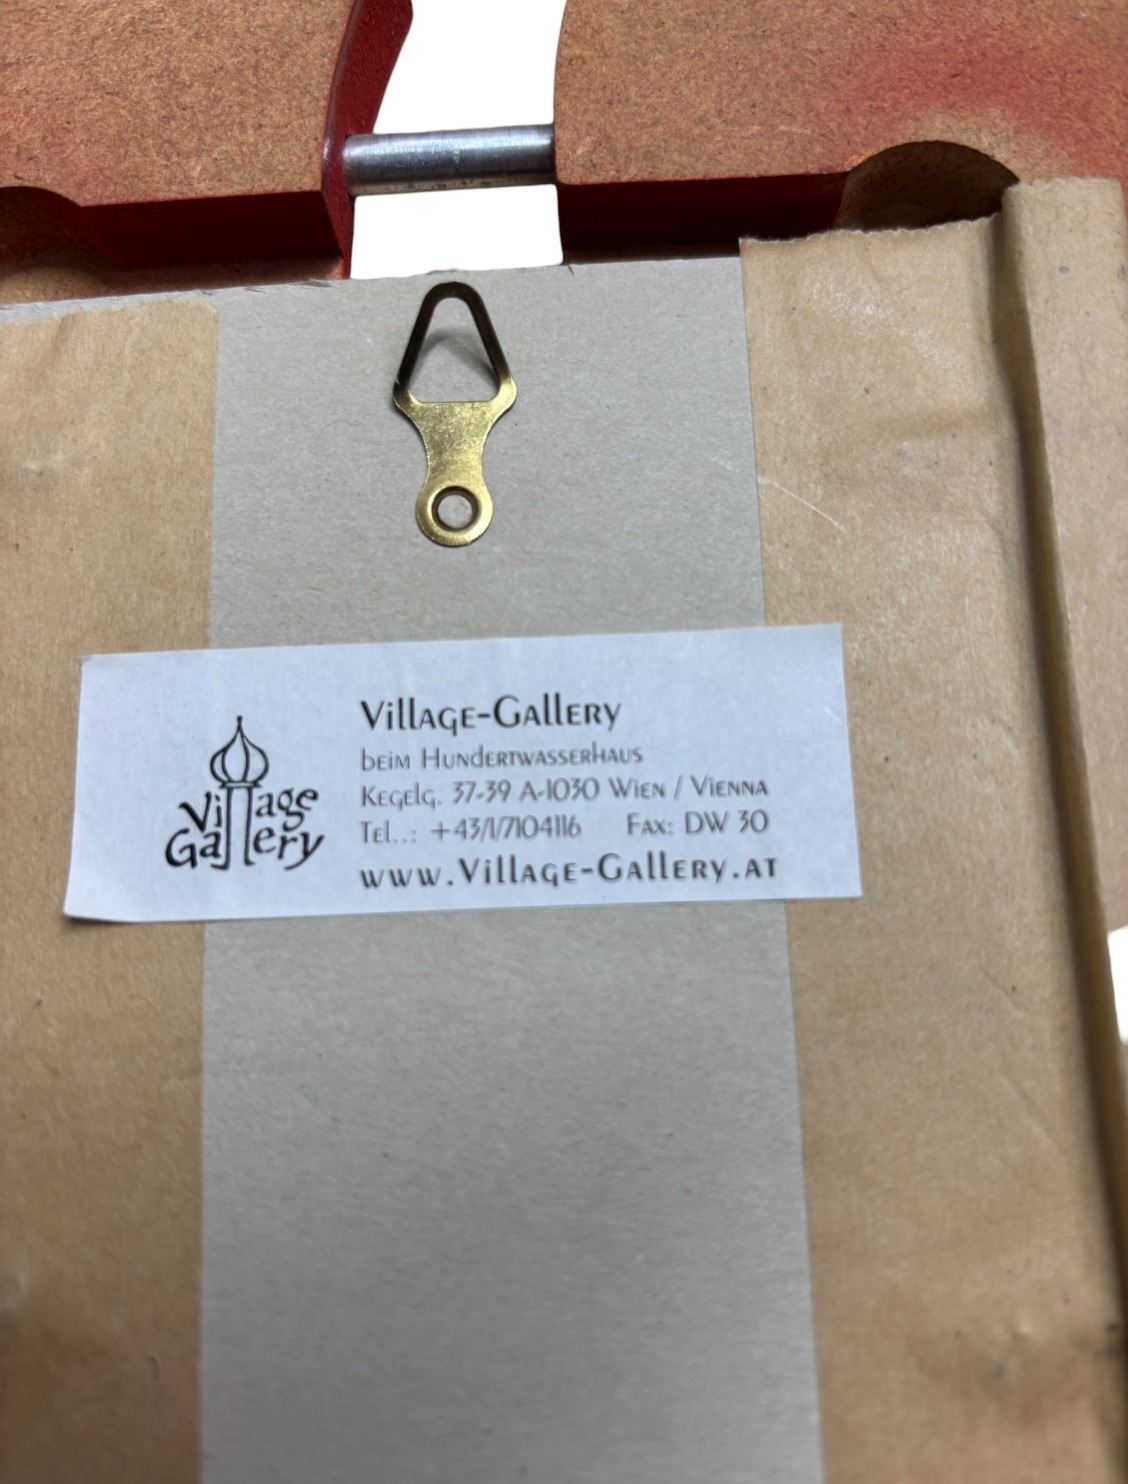 Village Gallery
Village-Gallery
beim Hundertwasserhaus
Kegelg. 37-39 A-1030 Wien / Vienna
Tel..: +43/1/7104116 Fax: DW 30
www.Village-Gallery.at